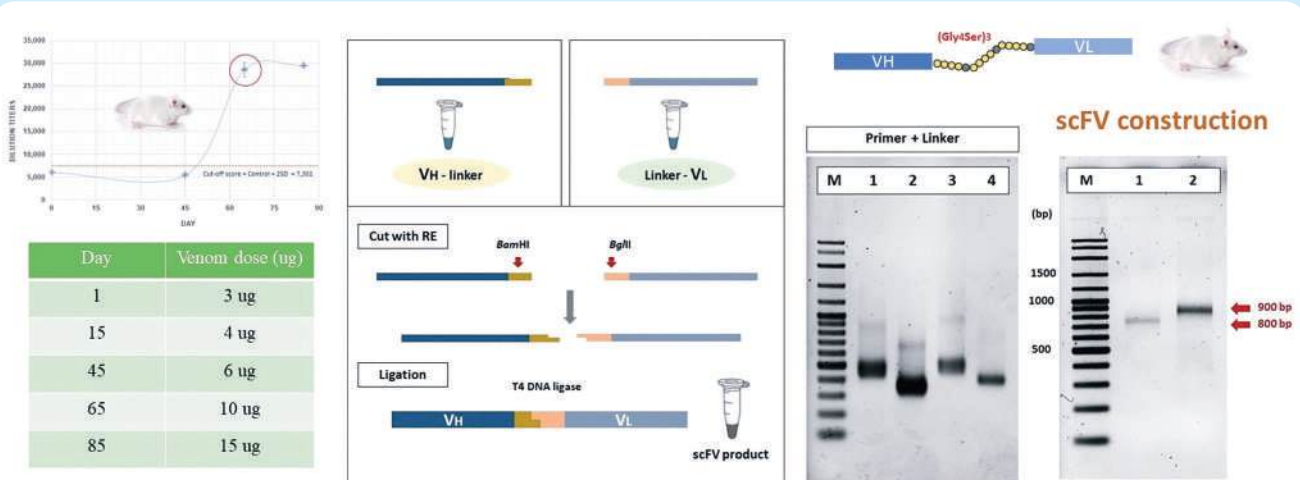 35,000
30,000
25,000
20,000
15,000
10,000
5,000
0
DILUTION TITERS
Cut-off score = Control + 2SD = 7,351
0 15 30 45 60 75 90
DAY
Day Venom dose (ug)
1 3 ug
15 4 ug
45 6 ug
65 10 ug
85 15 ug
VH - linker
Linker - VL
Cut with RE
BamHI
BglII
Ligation
T4 DNA ligase
VH VL
scFV product
(Gly4Ser)3
VH VL
scFV construction
Primer + Linker
M 1 2 3 4
(bp)
1500
1000
500
M 1 2
900 bp
800 bp